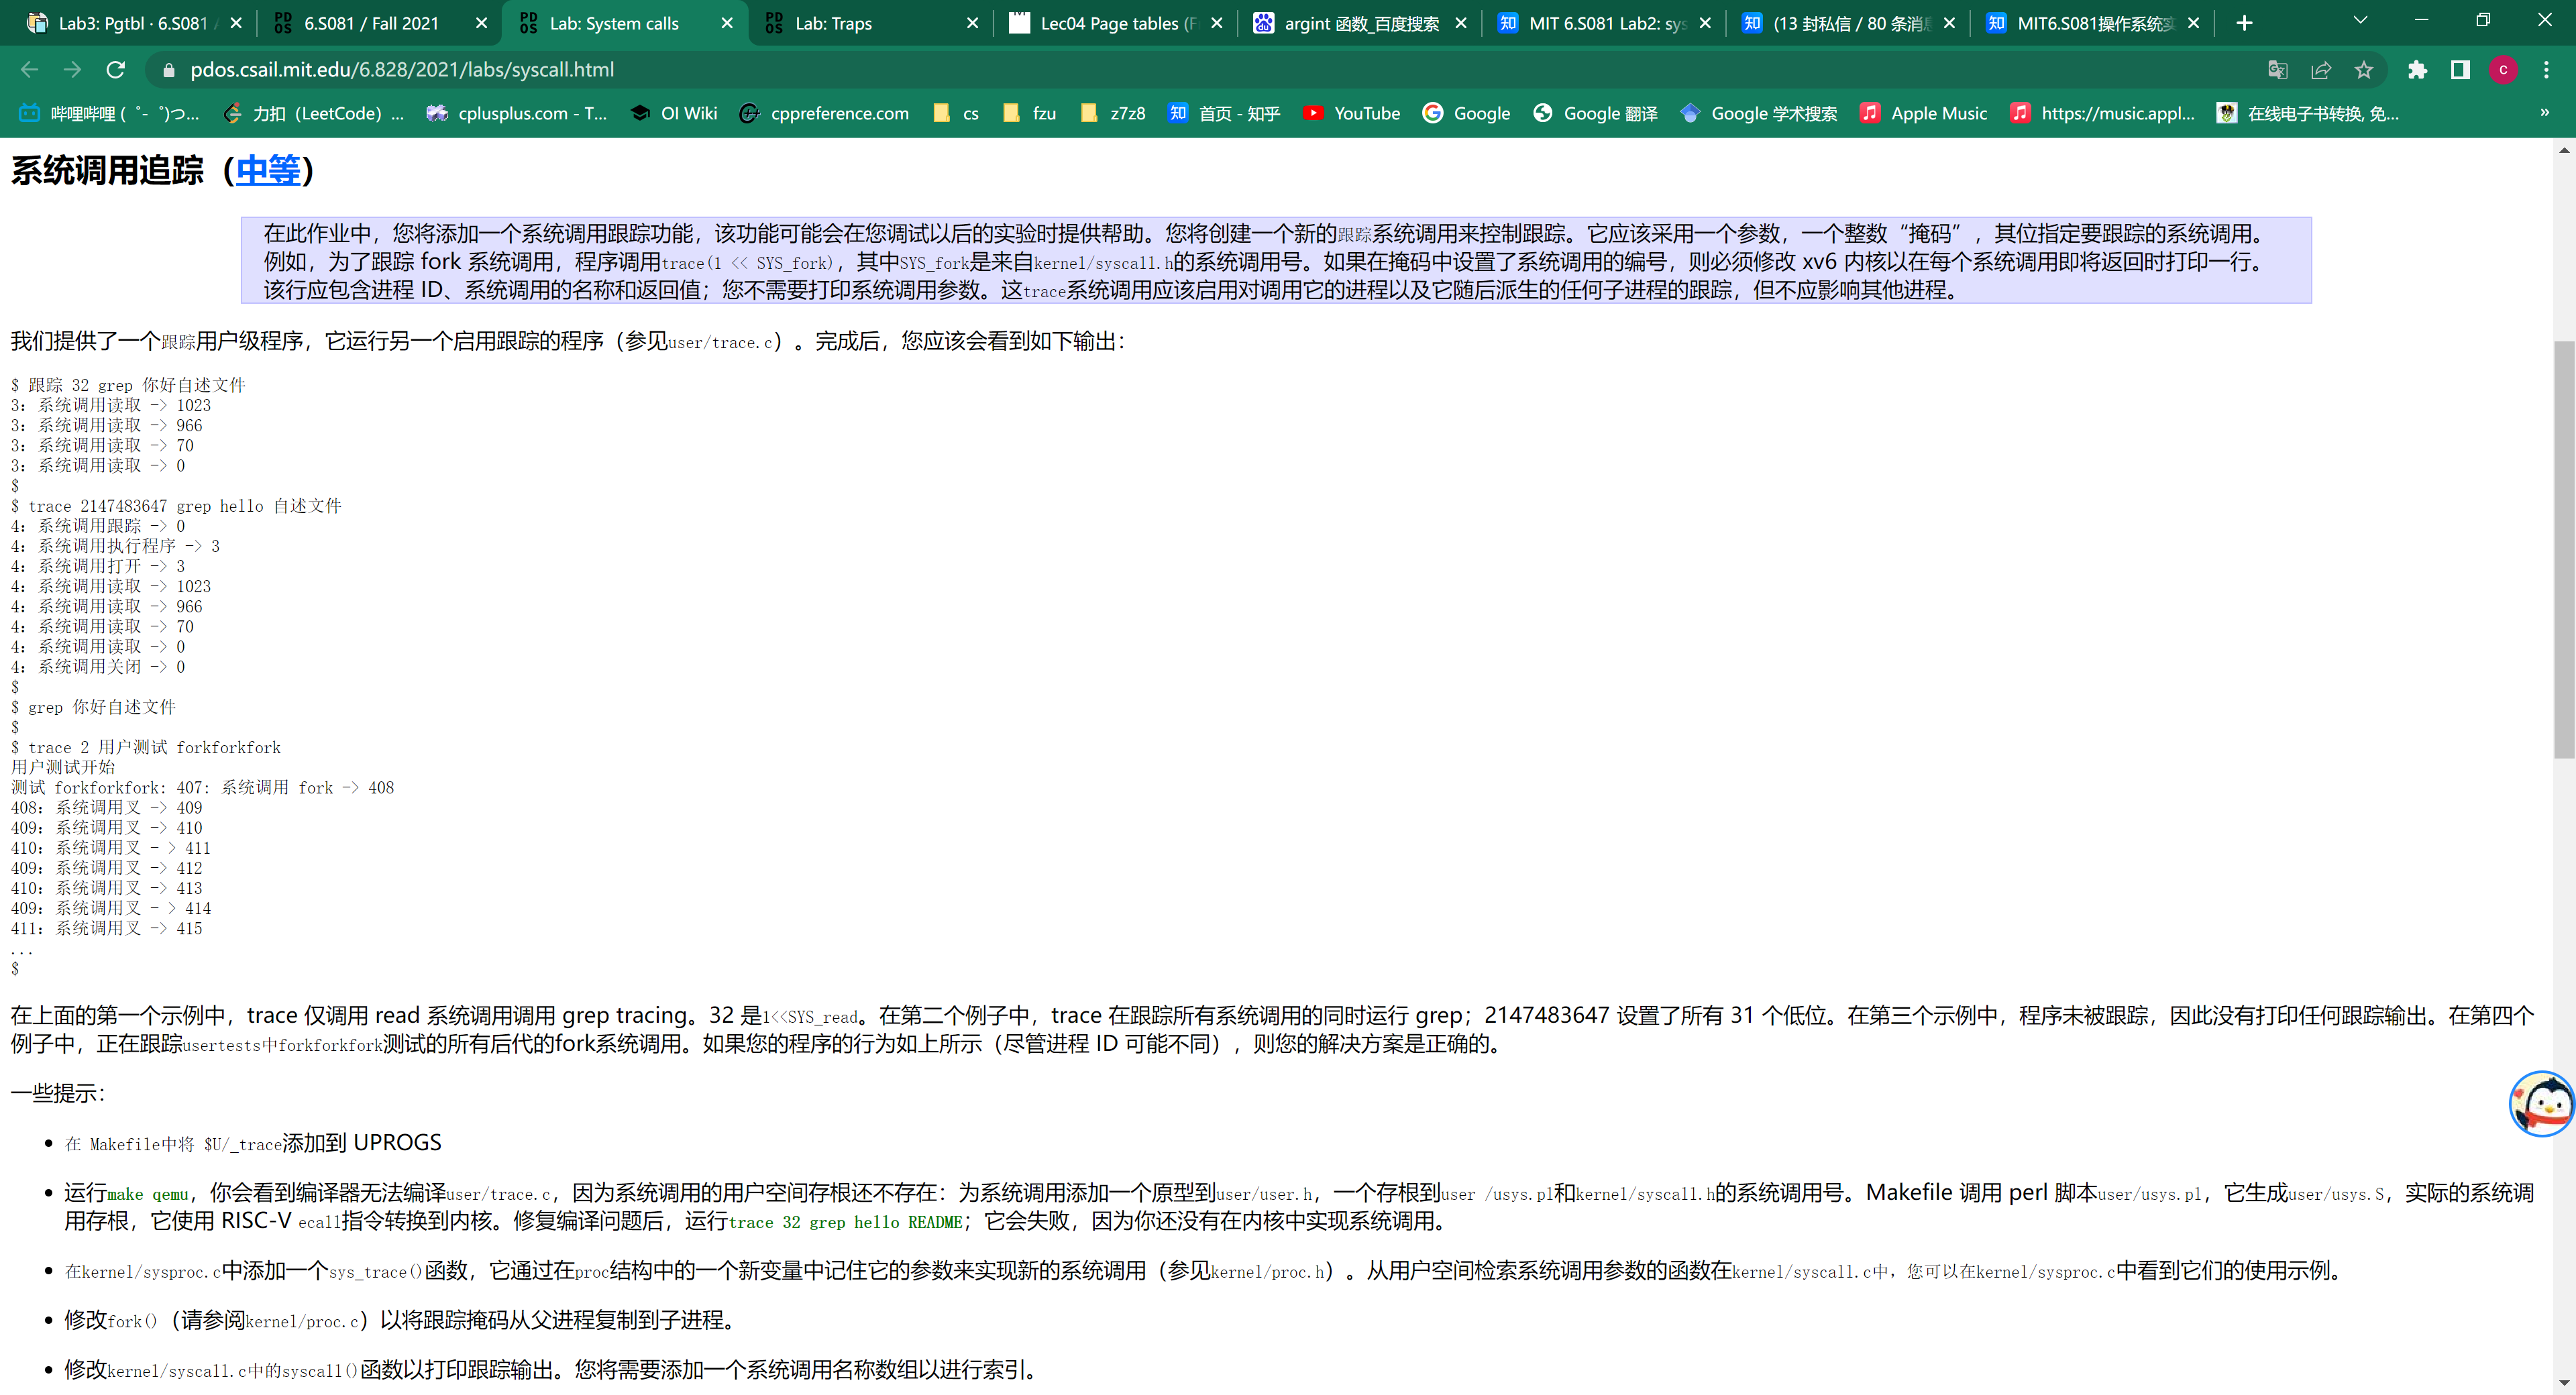 Lab3: Pgtbl · 6.S081
6.S081 / Fall 2021
Lab: System calls
Lab: Traps
Lec04 Page tables (F
argint 函数_百度搜索
MIT 6.S081 Lab2: sys
(13 封私信 / 80 条消息
MIT6.S081操作系统实
pdos.csail.mit.edu/6.828/2021/labs/syscall.html
c
哔哩哔哩 ( ゜- ゜)つ...
力扣（LeetCode）...
cplusplus.com - T...
OI Wiki
cppreference.com
cs
fzu
z7z8
知 首页 - 知乎
YouTube
Google
Google 翻译
Google 学术搜索
Apple Music
https://music.appl...
在线电子书转换, 免...
»
系统调用追踪（中等）
在此作业中，您将添加一个系统调用跟踪功能，该功能可能会在您调试以后的实验时提供帮助。您将创建一个新的跟踪系统调用来控制跟踪。它应该采用一个参数，一个整数“掩码”，其位指定要跟踪的系统调用。
例如，为了跟踪 fork 系统调用，程序调用trace(1 << SYS_fork)，其中SYS_fork是来自kernel/syscall.h的系统调用号。如果在掩码中设置了系统调用的编号，则必须修改 xv6 内核以在每个系统调用即将返回时打印一行。
该行应包含进程 ID、系统调用的名称和返回值；您不需要打印系统调用参数。这trace系统调用应该启用对调用它的进程以及它随后派生的任何子进程的跟踪，但不应影响其他进程。
我们提供了一个跟踪用户级程序，它运行另一个启用跟踪的程序（参见user/trace.c）。完成后，您应该会看到如下输出：
$ 跟踪 32 grep 你好自述文件
3: 系统调用读取 -> 1023
3: 系统调用读取 -> 966
3: 系统调用读取 -> 70
3: 系统调用读取 -> 0
$
$ trace 2147483647 grep hello 自述文件
4: 系统调用跟踪 -> 0
4: 系统调用执行程序 -> 3
4: 系统调用打开 -> 3
4: 系统调用读取 -> 1023
4: 系统调用读取 -> 966
4: 系统调用读取 -> 70
4: 系统调用读取 -> 0
4: 系统调用关闭 -> 0
$
$ grep 你好自述文件
$
$ trace 2 用户测试 forkforkfork
用户测试开始
测试 forkforkfork: 407: 系统调用 fork -> 408
408: 系统调用叉 -> 409
409: 系统调用叉 -> 410
410: 系统调用叉 - > 411
409: 系统调用叉 -> 412
410: 系统调用叉 -> 413
409: 系统调用叉 - > 414
411: 系统调用叉 -> 415
...
$
在上面的第一个示例中，trace 仅调用 read 系统调用调用 grep tracing。32 是1<<SYS_read。在第二个例子中，trace 在跟踪所有系统调用的同时运行 grep；2147483647 设置了所有 31 个低位。在第三个示例中，程序未被跟踪，因此没有打印任何跟踪输出。在第四个
例子中，正在跟踪usertests中forkforkfork测试的所有后代的fork系统调用。如果您的程序的行为如上所示（尽管进程 ID 可能不同），则您的解决方案是正确的。
一些提示：
• 在 Makefile中将 $U/_trace添加到 UPROGS
• 运行make qemu，你会看到编译器无法编译user/trace.c，因为系统调用的用户空间存根还不存在：为系统调用添加一个原型到user/user.h，一个存根到user /usys.pl和kernel/syscall.h的系统调用号。Makefile 调用 perl 脚本user/usys.pl，它生成user/usys.S，实际的系统调
用存根，它使用 RISC-V ecall指令转换到内核。修复编译问题后，运行trace 32 grep hello README；它会失败，因为你还没有在内核中实现系统调用。
• 在kernel/sysproc.c中添加一个sys_trace()函数，它通过在proc结构中的一个新变量中记住它的参数来实现新的系统调用（参见kernel/proc.h）。从用户空间检索系统调用参数的函数在kernel/syscall.c中，您可以在kernel/sysproc.c中看到它们的使用示例。
• 修改fork()（请参阅kernel/proc.c）以将跟踪掩码从父进程复制到子进程。
• 修改kernel/syscall.c中的syscall()函数以打印跟踪输出。您将需要添加一个系统调用名称数组以进行索引。